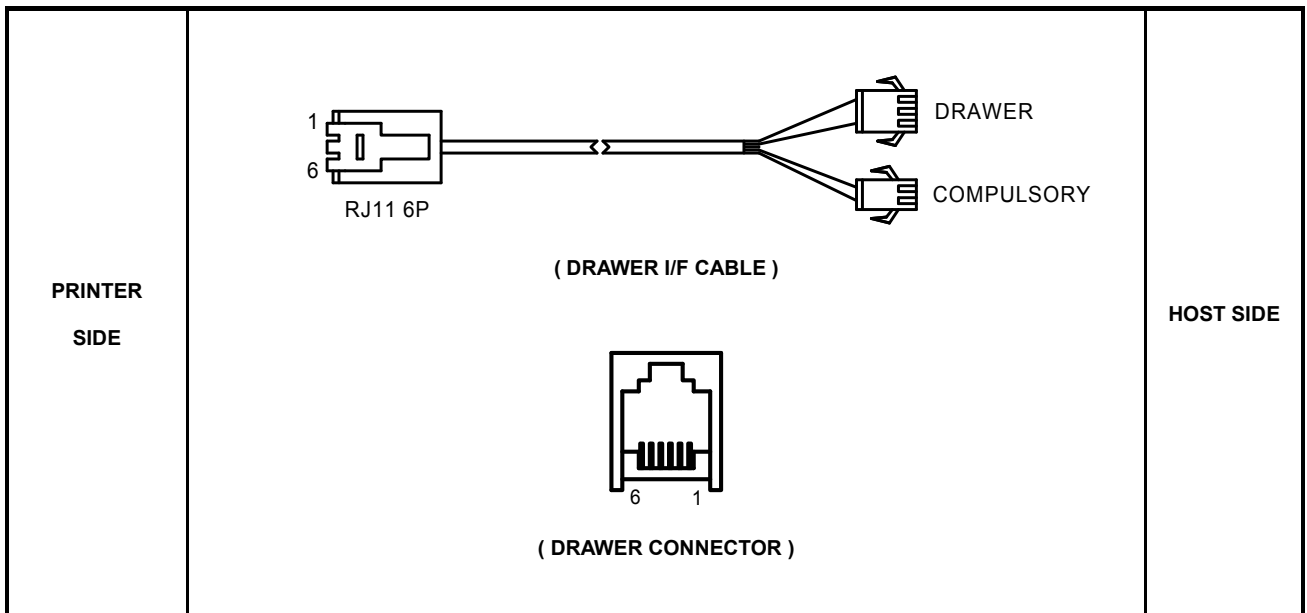 PRINTER
SIDE
1
6
RJ11 6P
DRAWER
COMPULSORY
( DRAWER I/F CABLE )
6 1
( DRAWER CONNECTOR )
HOST SIDE